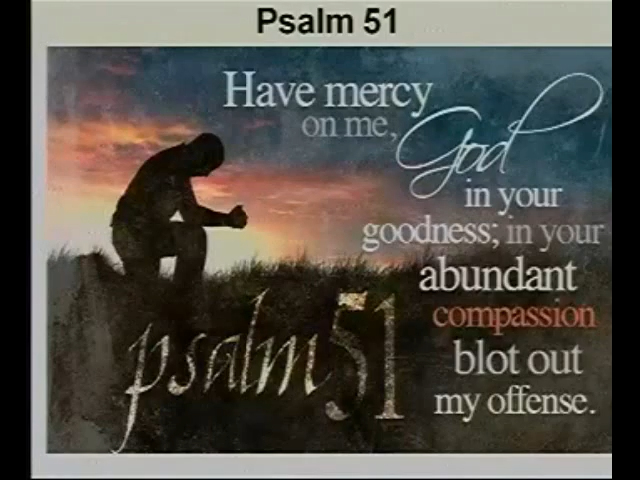 Psalm 51
Have mercy
on me,
God
in your
goodness; in your
abundant
compassion
blot out
my offense.
psalm 51